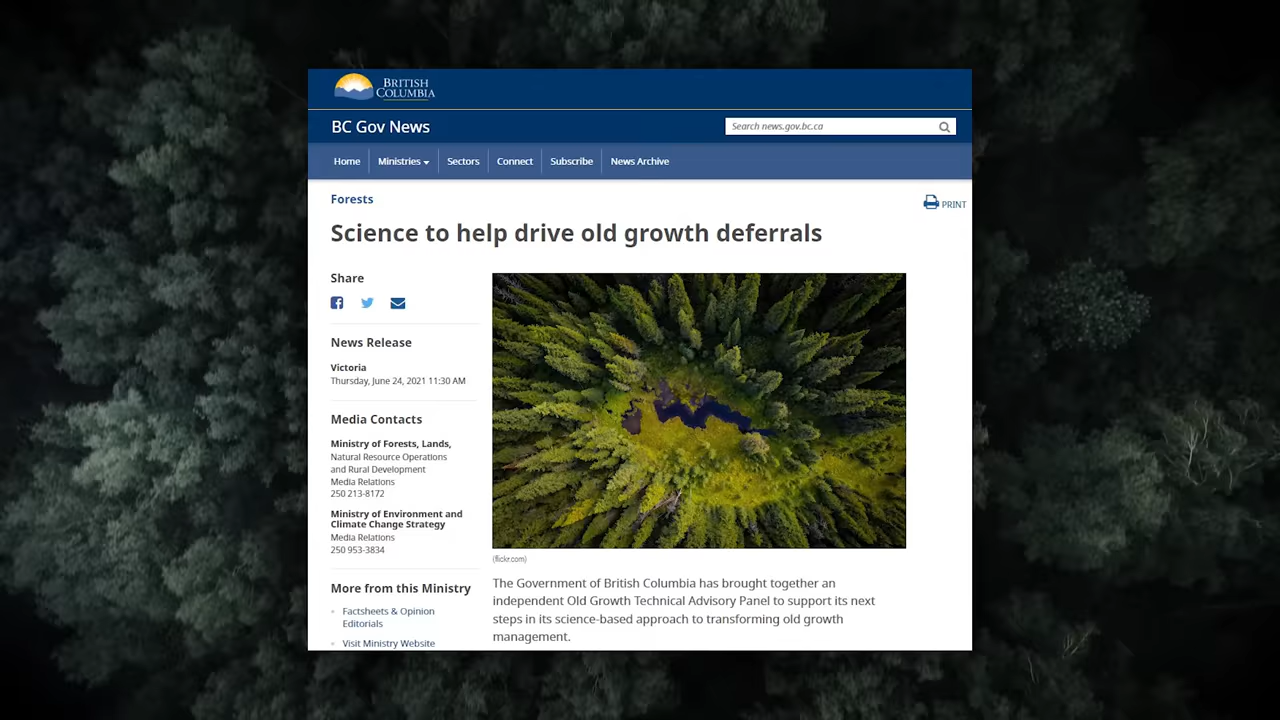 BRITISH
COLUMBIA
BC Gov News
Search news.gov.bc.ca
Home
Ministries
Sectors
Connect
Subscribe
News Archive
Forests
PRINT
Science to help drive old growth deferrals
Share
News Release
Victoria
Thursday, June 24, 2021 11:30 AM
Media Contacts
Ministry of Forests, Lands,
Natural Resource Operations
and Rural Development
Media Relations
250 213-8172
Ministry of Environment and
Climate Change Strategy
Media Relations
250 953-3834
More from this Ministry
Factsheets & Opinion
Editorials
Visit Ministry Website
(flickr.com)
The Government of British Columbia has brought together an
independent Old Growth Technical Advisory Panel to support its next
steps in its science-based approach to transforming old growth
management.